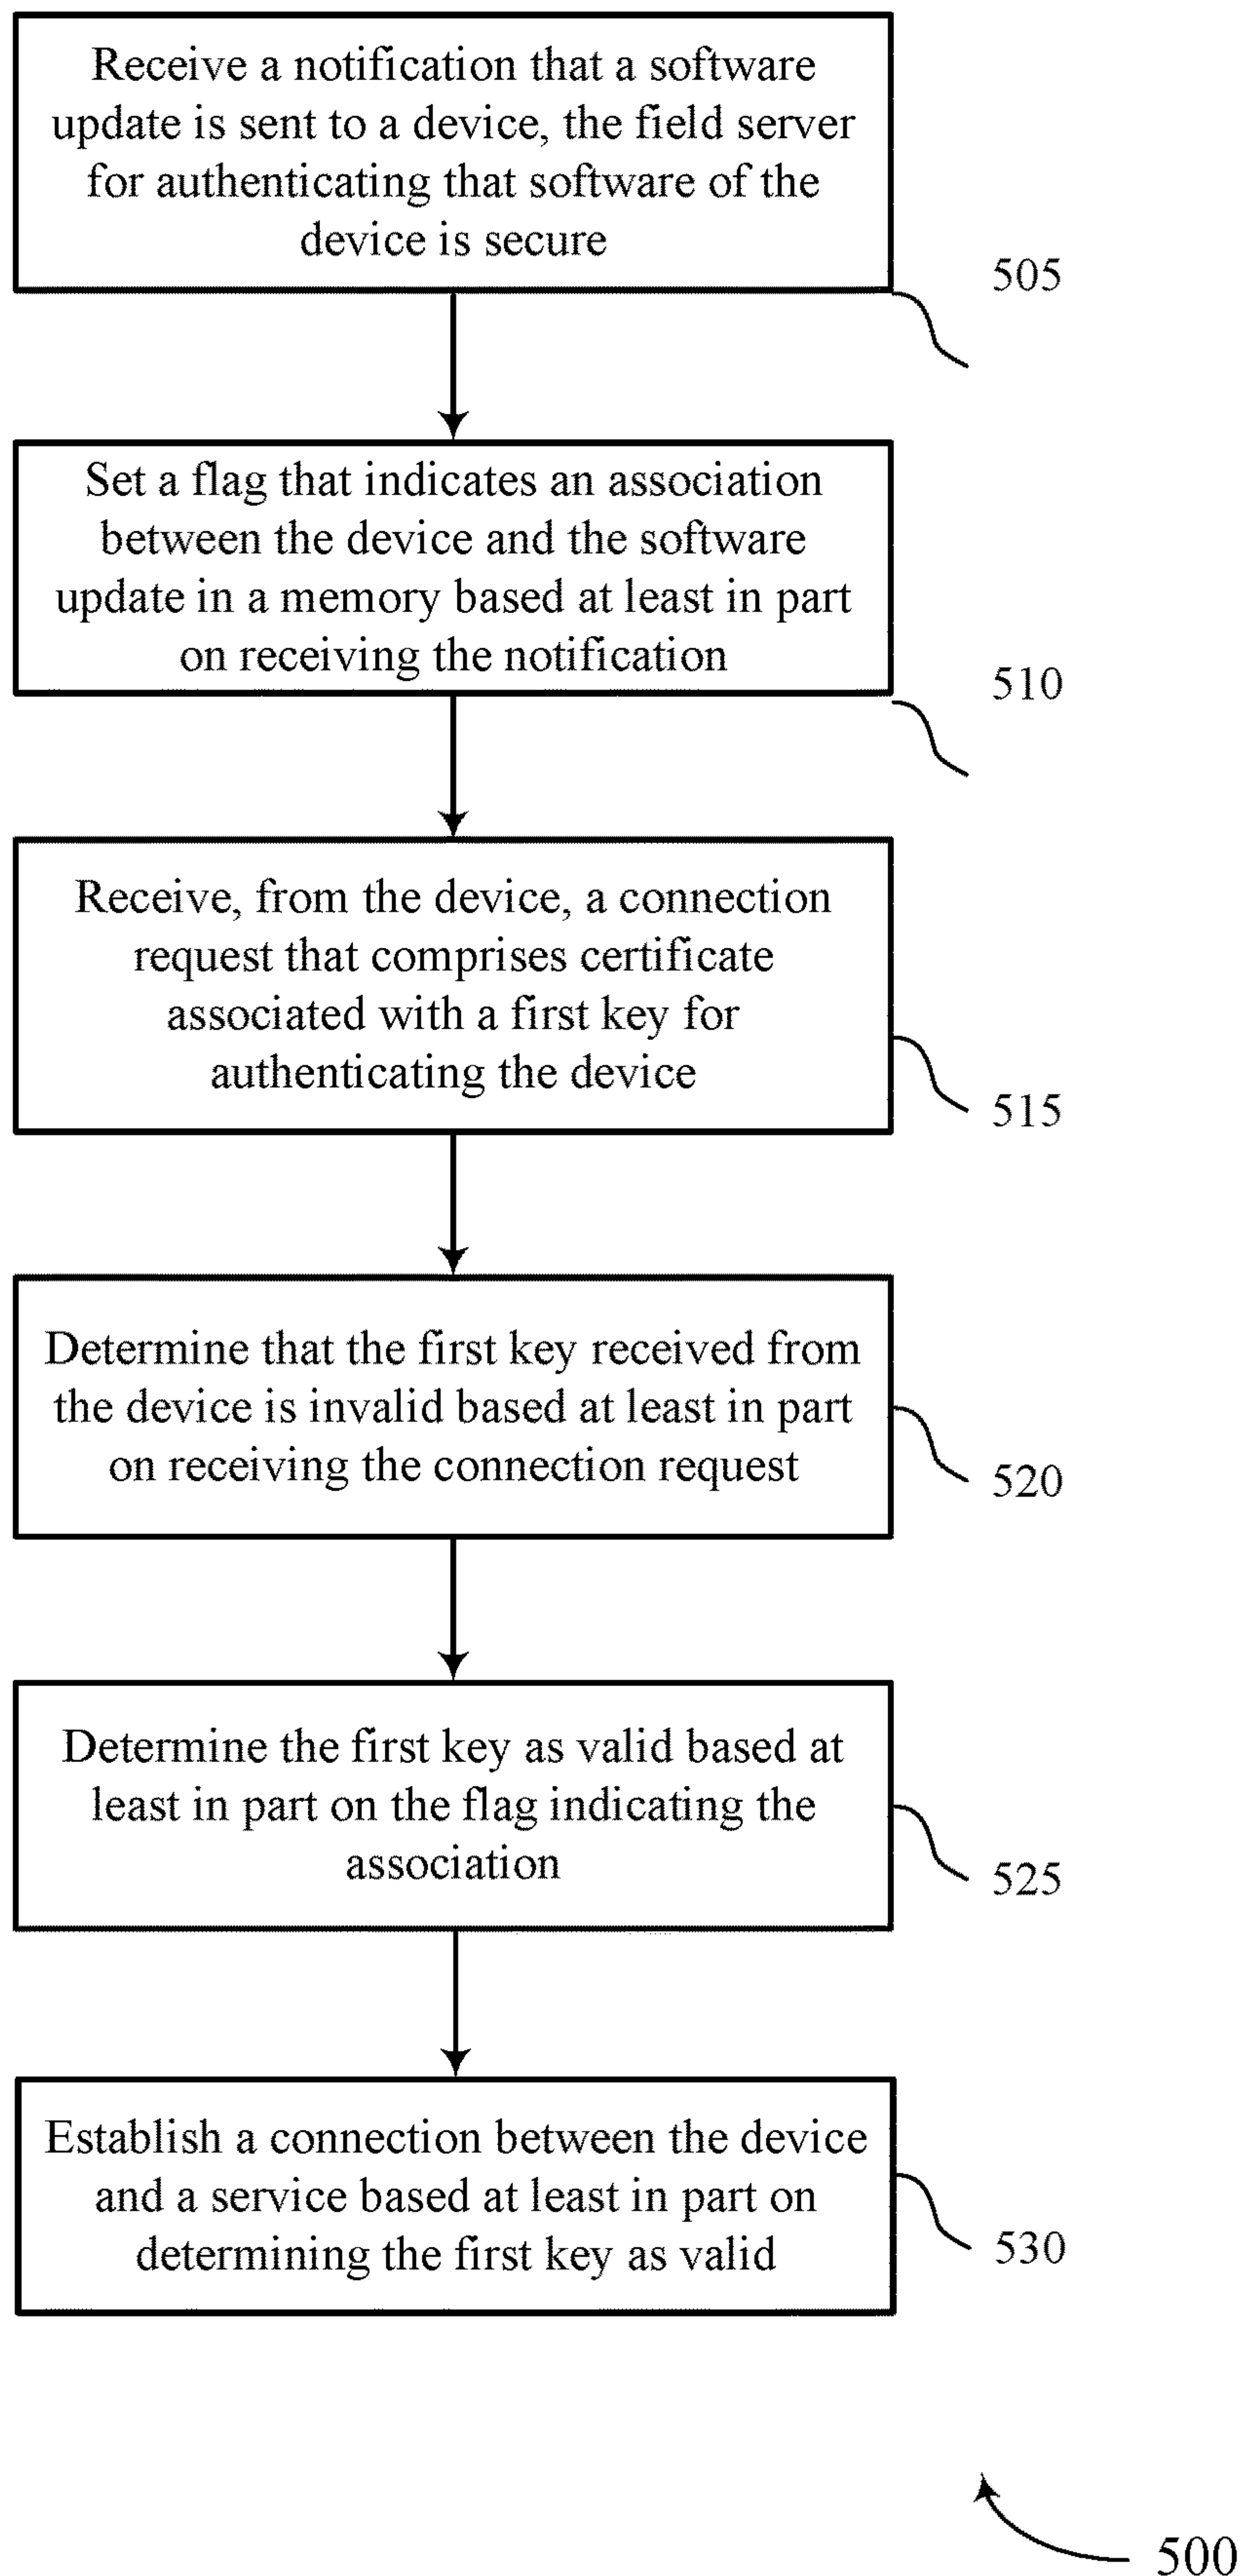 Receive a notification that a software
update is sent to a device, the field server
for authenticating that software of the
device is secure
505
Set a flag that indicates an association
between the device and the software
update in a memory based at least in part
on receiving the notification
510
Receive, from the device, a connection
request that comprises certificate
associated with a first key for
authenticating the device
515
Determine that the first key received from
the device is invalid based at least in part
on receiving the connection request
520
Determine the first key as valid based at
least in part on the flag indicating the
association
525
Establish a connection between the device
and a service based at least in part on
determining the first key as valid
530
500